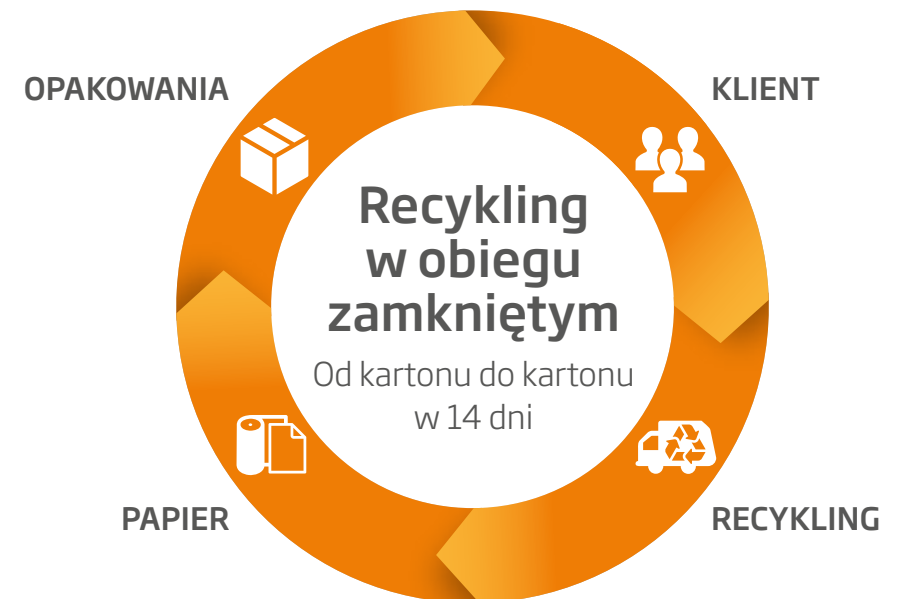 OPAKOWANIA
KLIENT
Recykling
w obiegu
zamkniętym
Od kartonu do kartonu
w 14 dni
PAPIER
RECYKLING